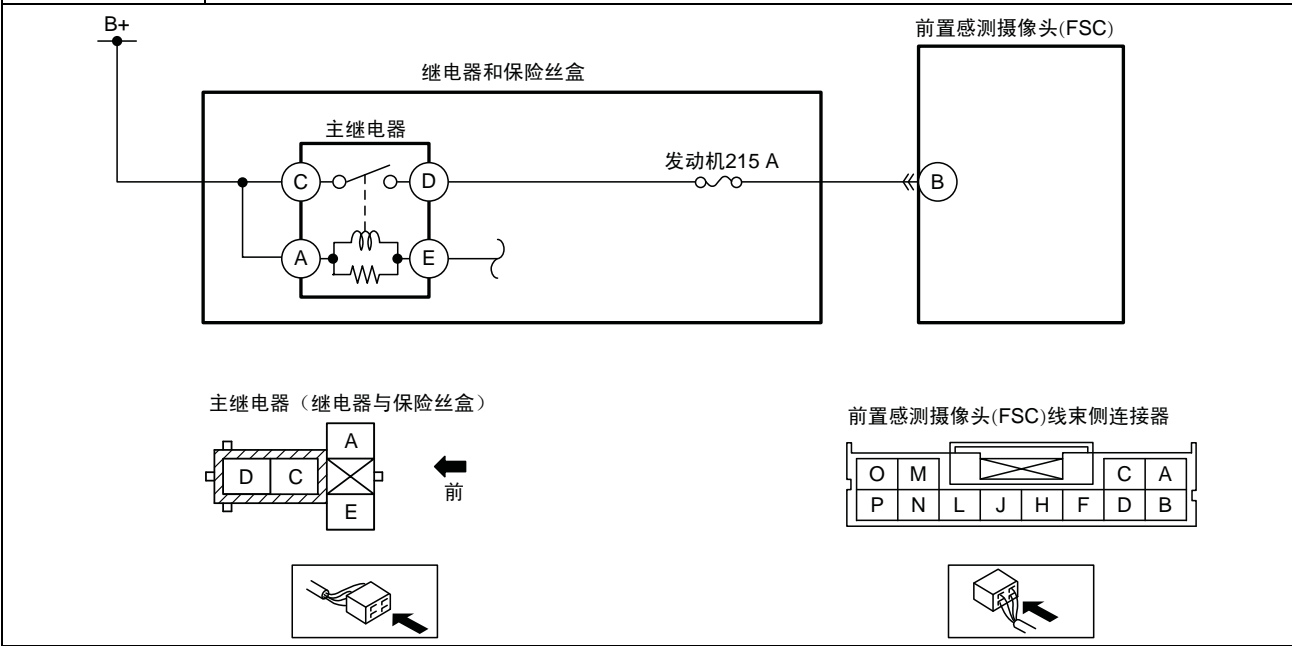 B+
前置感测摄像头(FSC)
继电器和保险丝盒
主继电器
发动机215 A
C
D
B
A
E
主继电器（继电器与保险丝盒）
前置感测摄像头(FSC)线束侧连接器
A
D C
E
前
O M C A
P N L J H F D B